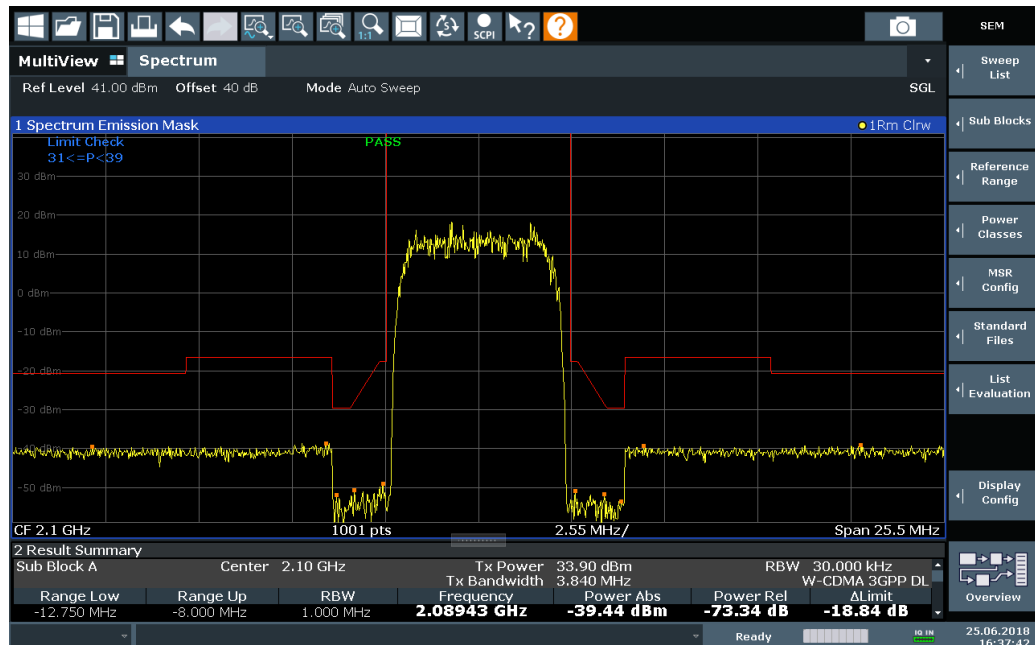 1:1
SCPI
SEM
MultiView Spectrum
Ref Level 41.00 dBm Offset 40 dB Mode Auto Sweep SGL
1 Spectrum Emission Mask 1Rm Clrw
Limit Check PASS
31<=P<39
30 dBm
20 dBm
10 dBm
0 dBm
-10 dBm
-20 dBm
-30 dBm
-40 dBm
-50 dBm
CF 2.1 GHz 1001 pts 2.55 MHz/ Span 25.5 MHz
2 Result Summary
Sub Block A Center 2.10 GHz Tx Power 33.90 dBm RBW 30.000 kHz
Tx Bandwidth 3.840 MHz W-CDMA 3GPP DL
Range Low Range Up RBW Frequency Power Abs Power Rel ΔLimit
-12.750 MHz -8.000 MHz 1.000 MHz 2.08943 GHz -39.44 dBm -73.34 dB -18.84 dB
Ready IQ IN 25.06.2018
16:37:42
Sweep
List
Sub Blocks
Reference
Range
Power
Classes
MSR
Config
Standard
Files
List
Evaluation
Display
Config
Overview